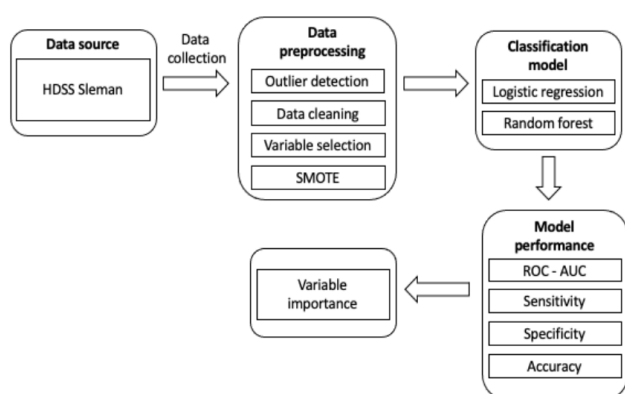 Data source
HDSS Sleman
Data
collection
Data
preprocessing
Outlier detection
Data cleaning
Variable selection
SMOTE
Classification
model
Logistic regression
Random forest
Model
performance
ROC - AUC
Sensitivity
Specificity
Accuracy
Variable
importance